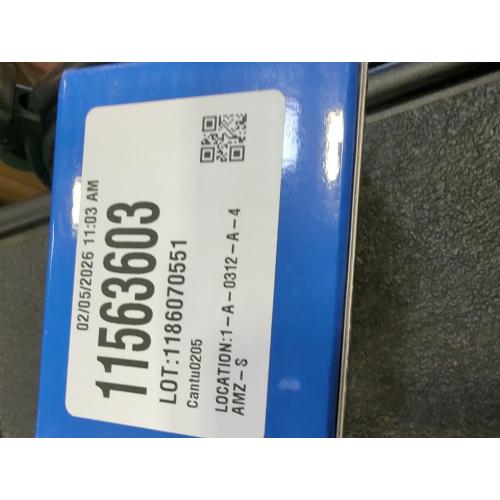 02/05/2026 11:03 AM
11563603
LOT:1186070551
Cantu0205
LOCATION:1-A-0312-A-4
AMZ-S